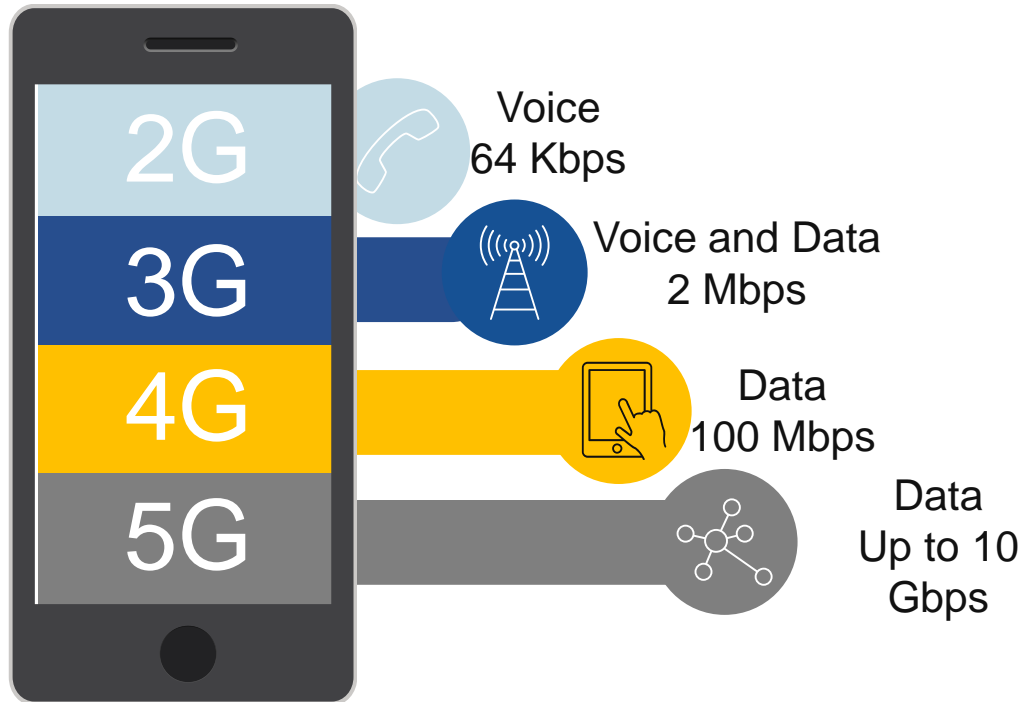 2G
Voice
64 Kbps
3G
Voice and Data
2 Mbps
4G
Data
100 Mbps
5G
Data
Up to 10
Gbps